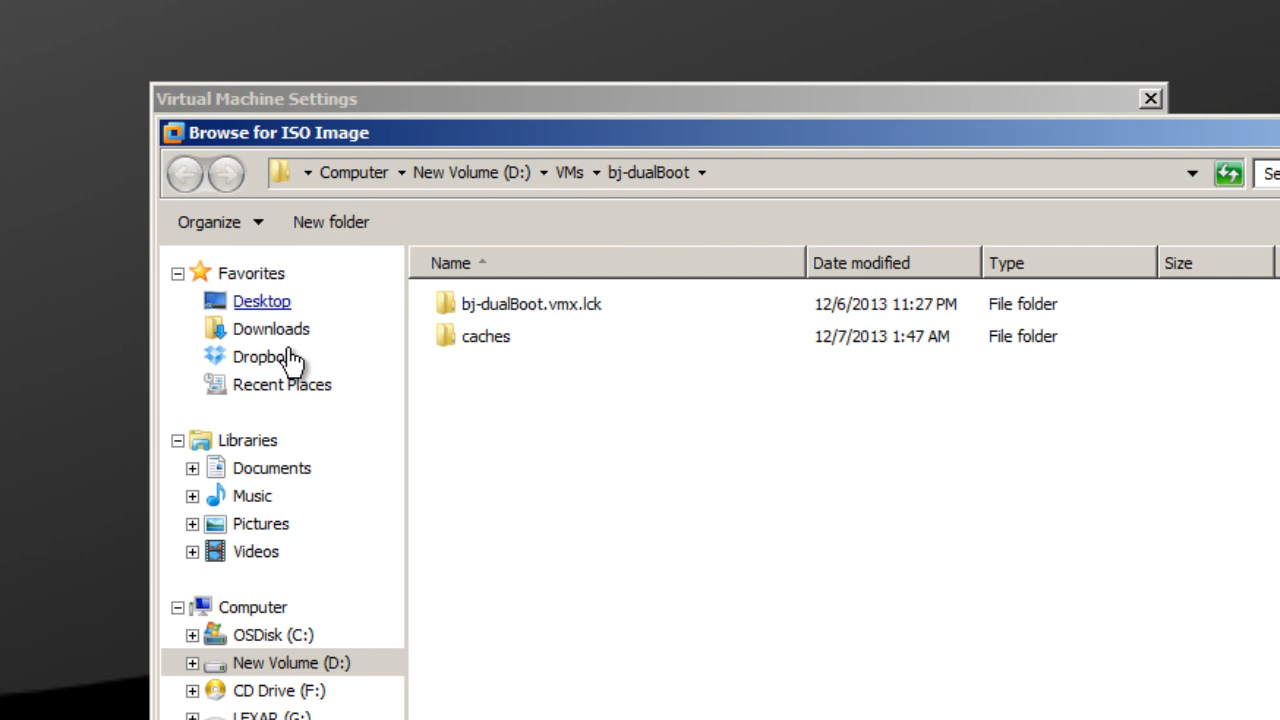 Virtual Machine Settings
Browse for ISO Image
Computer New Volume (D:) VMs bj-dualBoot
Organize New folder
Name Date modified Type Size
Favorites
Desktop
Downloads
Recent Places
Libraries
Documents
Music
Pictures
Videos
Computer
OSDisk (C:)
New Volume (D:)
CD Drive (F:)
LEXAR (G:)
bj-dualBoot.vmx.lck 12/6/2013 11:27 PM File folder
caches 12/7/2013 1:47 AM File folder